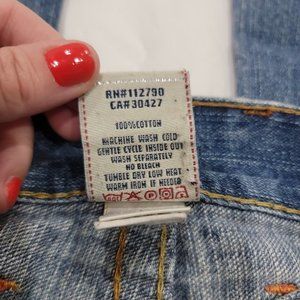 RN#112790
CA#30427
100%COTTON
MACHINE WASH COLD
GENTLE CYCLE INSIDE OUT
WASH SEPARATELY
NO BLEACH
TUMBLE DRY LOW HEAT
WARM IRON IF NEEDED